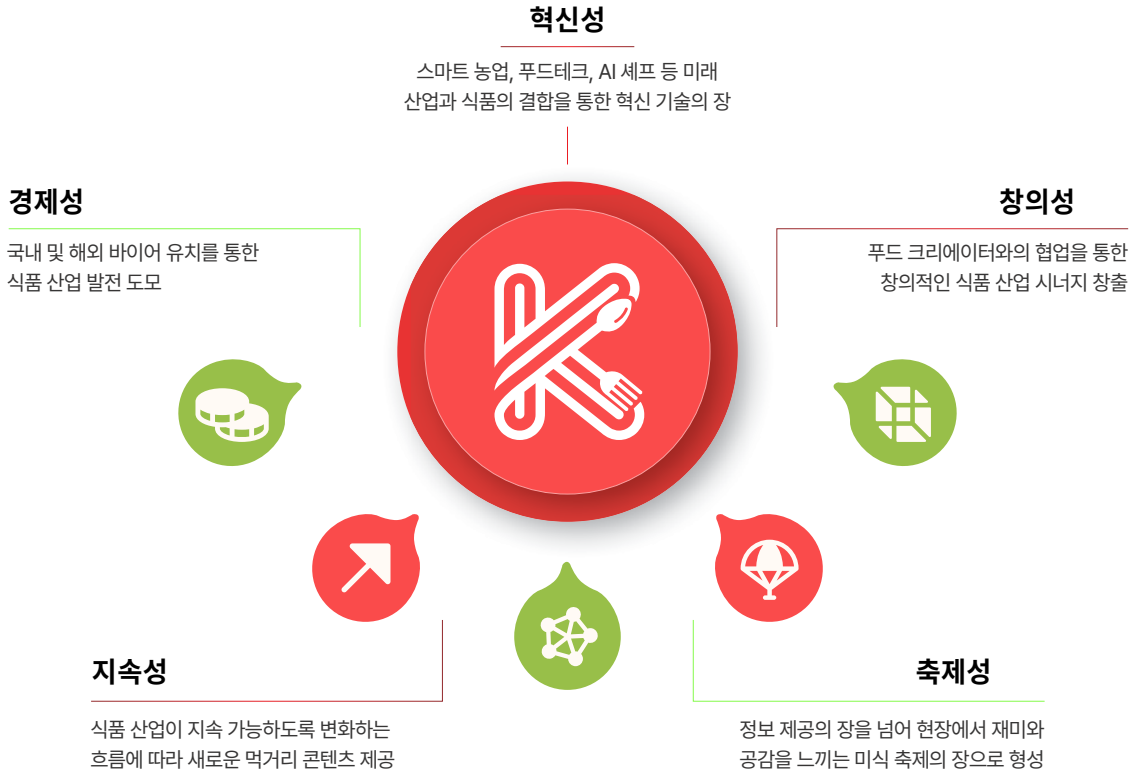 혁신성
스마트 농업, 푸드테크, AI 셰프 등 미래
산업과 식품의 결합을 통한 혁신 기술의 장
경제성
국내 및 해외 바이어 유치를 통한
식품 산업 발전 도모
창의성
푸드 크리에이터와의 협업을 통한
창의적인 식품 산업 시너지 창출
지속성
식품 산업이 지속 가능하도록 변화하는
흐름에 따라 새로운 먹거리 콘텐츠 제공
축제성
정보 제공의 장을 넘어 현장에서 재미와
공감을 느끼는 미식 축제의 장으로 형성